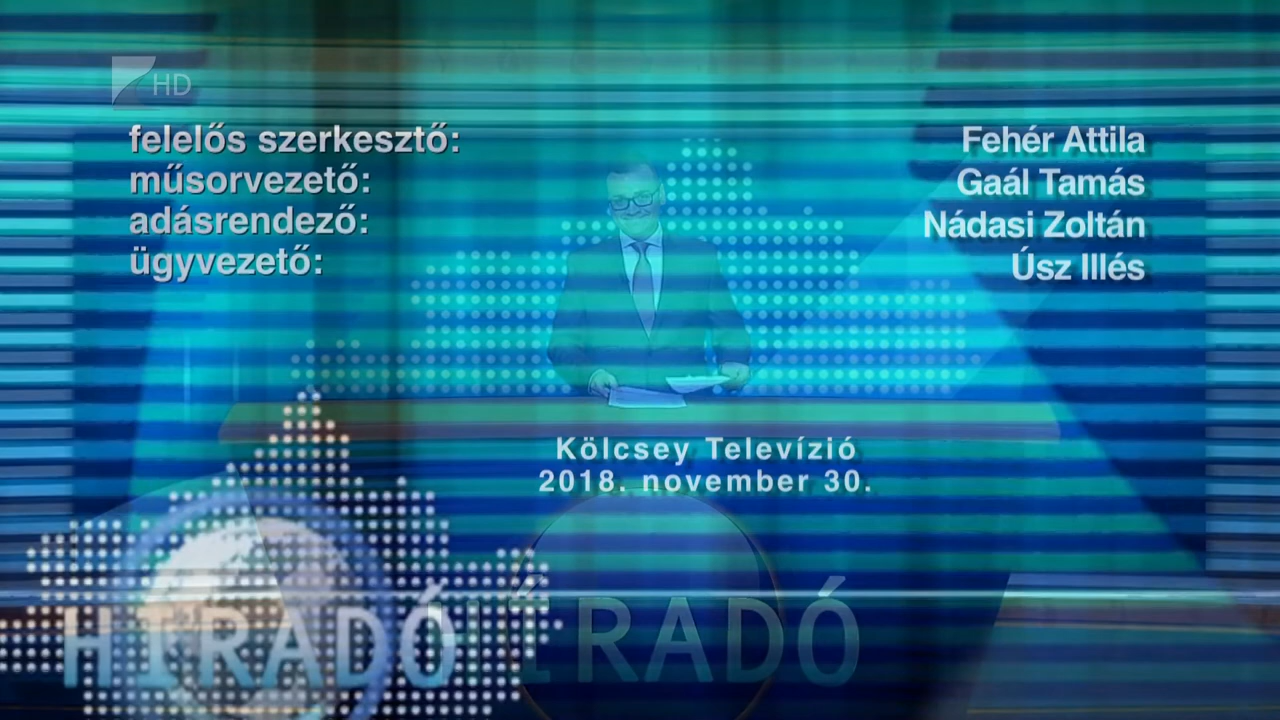 HD
felelős szerkesztő: Fehér Attila
műsorvezető: Gaál Tamás
adásrendező: Nádasi Zoltán
ügyvezető: Úsz Illés
Kölcsey Televízió
2018. november 30.
HÍRADÓ
HÍRADÓ